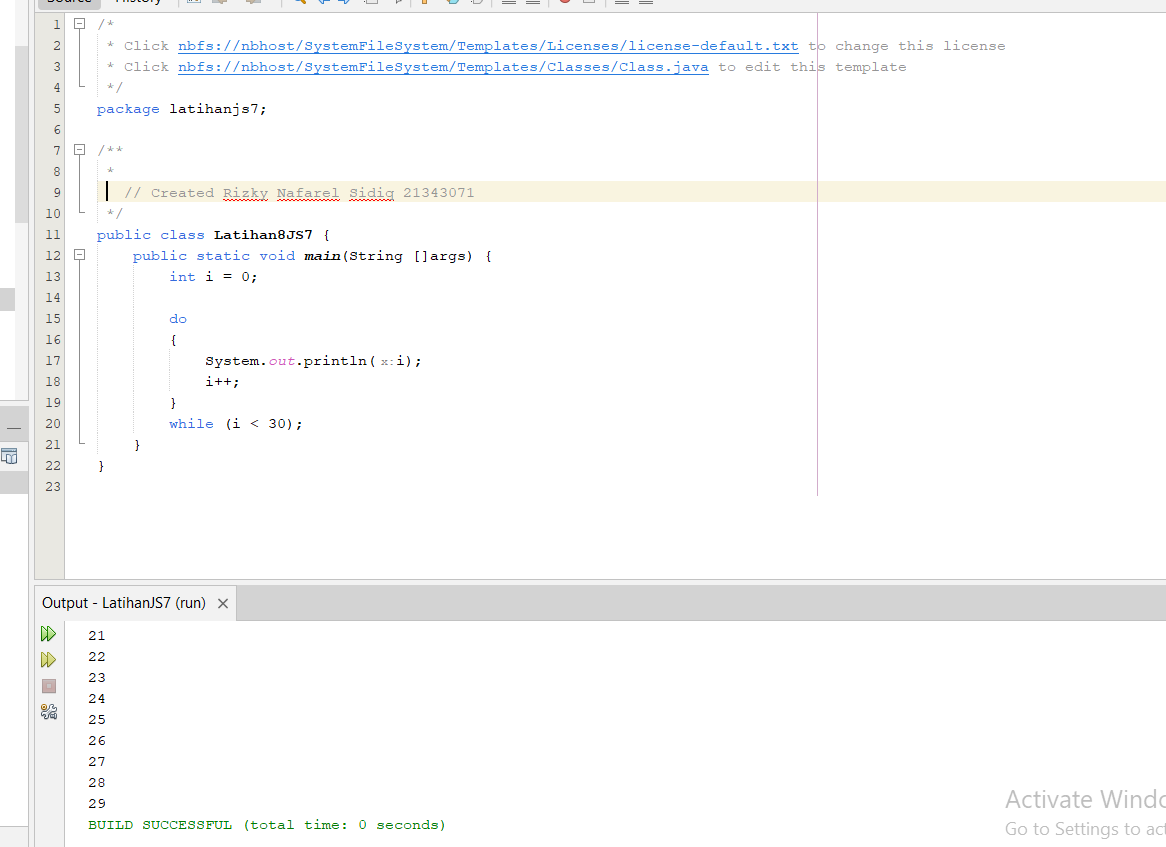 Source History
1 /*
2 * Click nbfs://nbhost/SystemFileSystem/Templates/Licenses/license-default.txt to change this license
3 * Click nbfs://nbhost/SystemFileSystem/Templates/Classes/Class.java to edit this template
4 */
5 package latihanjs7;
6
7 /**
8 *
9 // Created Rizky Nafarel Sidiq 21343071
10 */
11 public class Latihan8JS7 {
12 public static void main(String []args) {
13 int i = 0;
14
15 do
16 {
17 System.out.println( x: i);
18 i++;
19 }
20 while (i < 30);
21 }
22 }
23
Output - LatihanJS7 (run)
21
22
23
24
25
26
27
28
29
BUILD SUCCESSFUL (total time: 0 seconds)
Activate Windo
Go to Settings to act